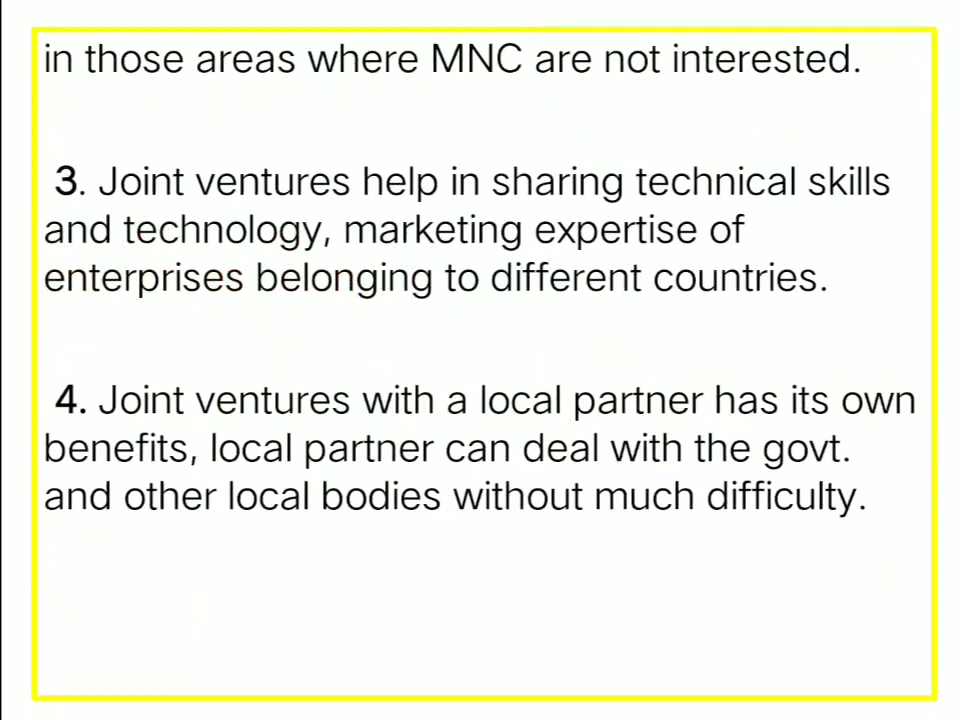 in those areas where MNC are not interested.
3. Joint ventures help in sharing technical skills
and technology, marketing expertise of
enterprises belonging to different countries.
4. Joint ventures with a local partner has its own
benefits, local partner can deal with the govt.
and other local bodies without much difficulty.